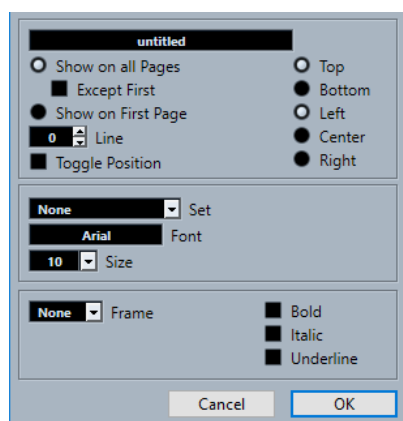 untitled
Show on all Pages
Top
Except First
Bottom
Show on First Page
Left
0 Line
Center
Toggle Position
Right
None Set
Arial Font
10 Size
None Frame
Bold
Italic
Underline
Cancel
OK